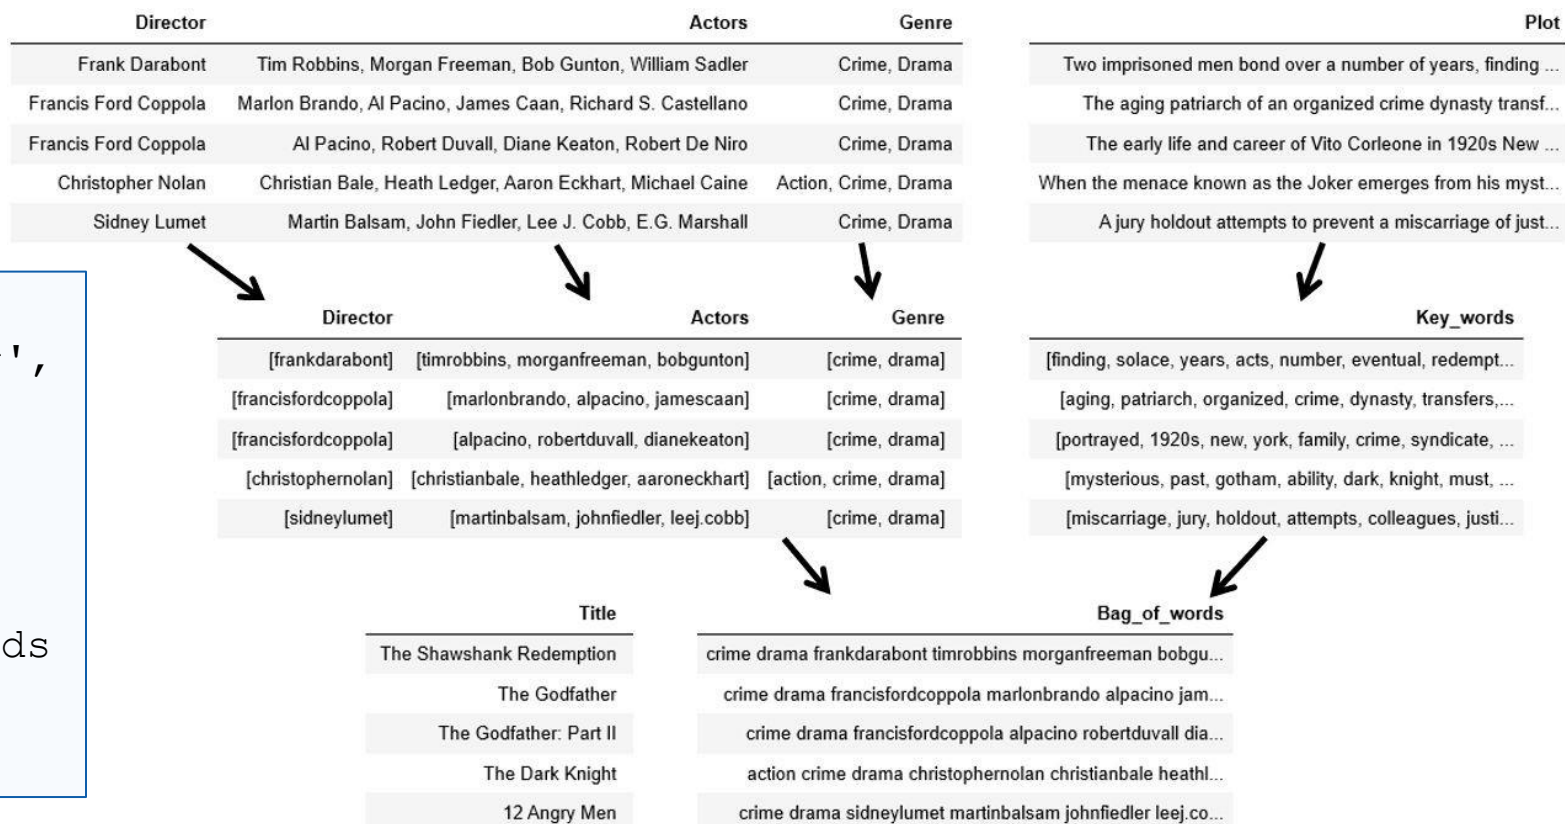 Director Actors Genre Plot
Frank Darabont Tim Robbins, Morgan Freeman, Bob Gunton, William Sadler Crime, Drama Two imprisoned men bond over a number of years, finding ...
Francis Ford Coppola Marlon Brando, Al Pacino, James Caan, Richard S. Castellano Crime, Drama The aging patriarch of an organized crime dynasty transf...
Francis Ford Coppola Al Pacino, Robert Duvall, Diane Keaton, Robert De Niro Crime, Drama The early life and career of Vito Corleone in 1920s New ...
Christopher Nolan Christian Bale, Heath Ledger, Aaron Eckhart, Michael Caine Action, Crime, Drama When the menace known as the Joker emerges from his myst...
Sidney Lumet Martin Balsam, John Fiedler, Lee J. Cobb, E.G. Marshall Crime, Drama A jury holdout attempts to prevent a miscarriage of just...
',
ds
Director Actors Genre Key_words
[frankdarabont] [timrobbins, morganfreeman, bobgunton] [crime, drama] [finding, solace, years, acts, number, eventual, redempt...
[francisfordcoppola] [marlonbrando, alpacino, jamescaan] [crime, drama] [aging, patriarch, organized, crime, dynasty, transfers,...
[francisfordcoppola] [alpacino, robertduvall, dianekeaton] [crime, drama] [portrayed, 1920s, new, york, family, crime, syndicate, ...
[christophernolan] [christianbale, heathledger, aaroneckhart] [action, crime, drama] [mysterious, past, gotham, ability, dark, knight, must, ...
[sidneylumet] [martinbalsam, johnfiedler, leej.cobb] [crime, drama] [miscarriage, jury, holdout, attempts, colleagues, justi...
Title Bag_of_words
The Shawshank Redemption crime drama frankdarabont timrobbins morganfreeman bobgu...
The Godfather crime drama francisfordcoppola marlonbrando alpacino jam...
The Godfather: Part II crime drama francisfordcoppola alpacino robertduvall dia...
The Dark Knight action crime drama christophernolan christianbale heathl...
12 Angry Men crime drama sidneylumet martinbalsam johnfiedler leej.co...